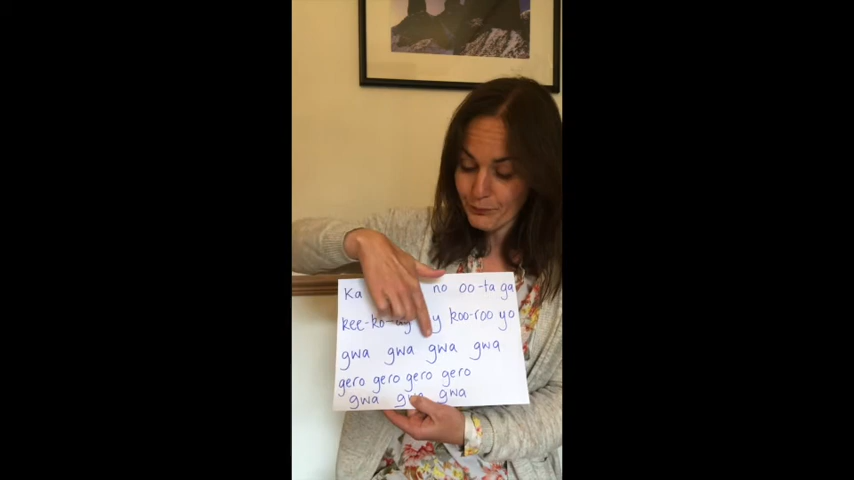 Ka no oo-ta ga
kee-ko- y koo-roo yo
gwa gwa gwa gwa
gero gero gero gero
gwa gwa gwa